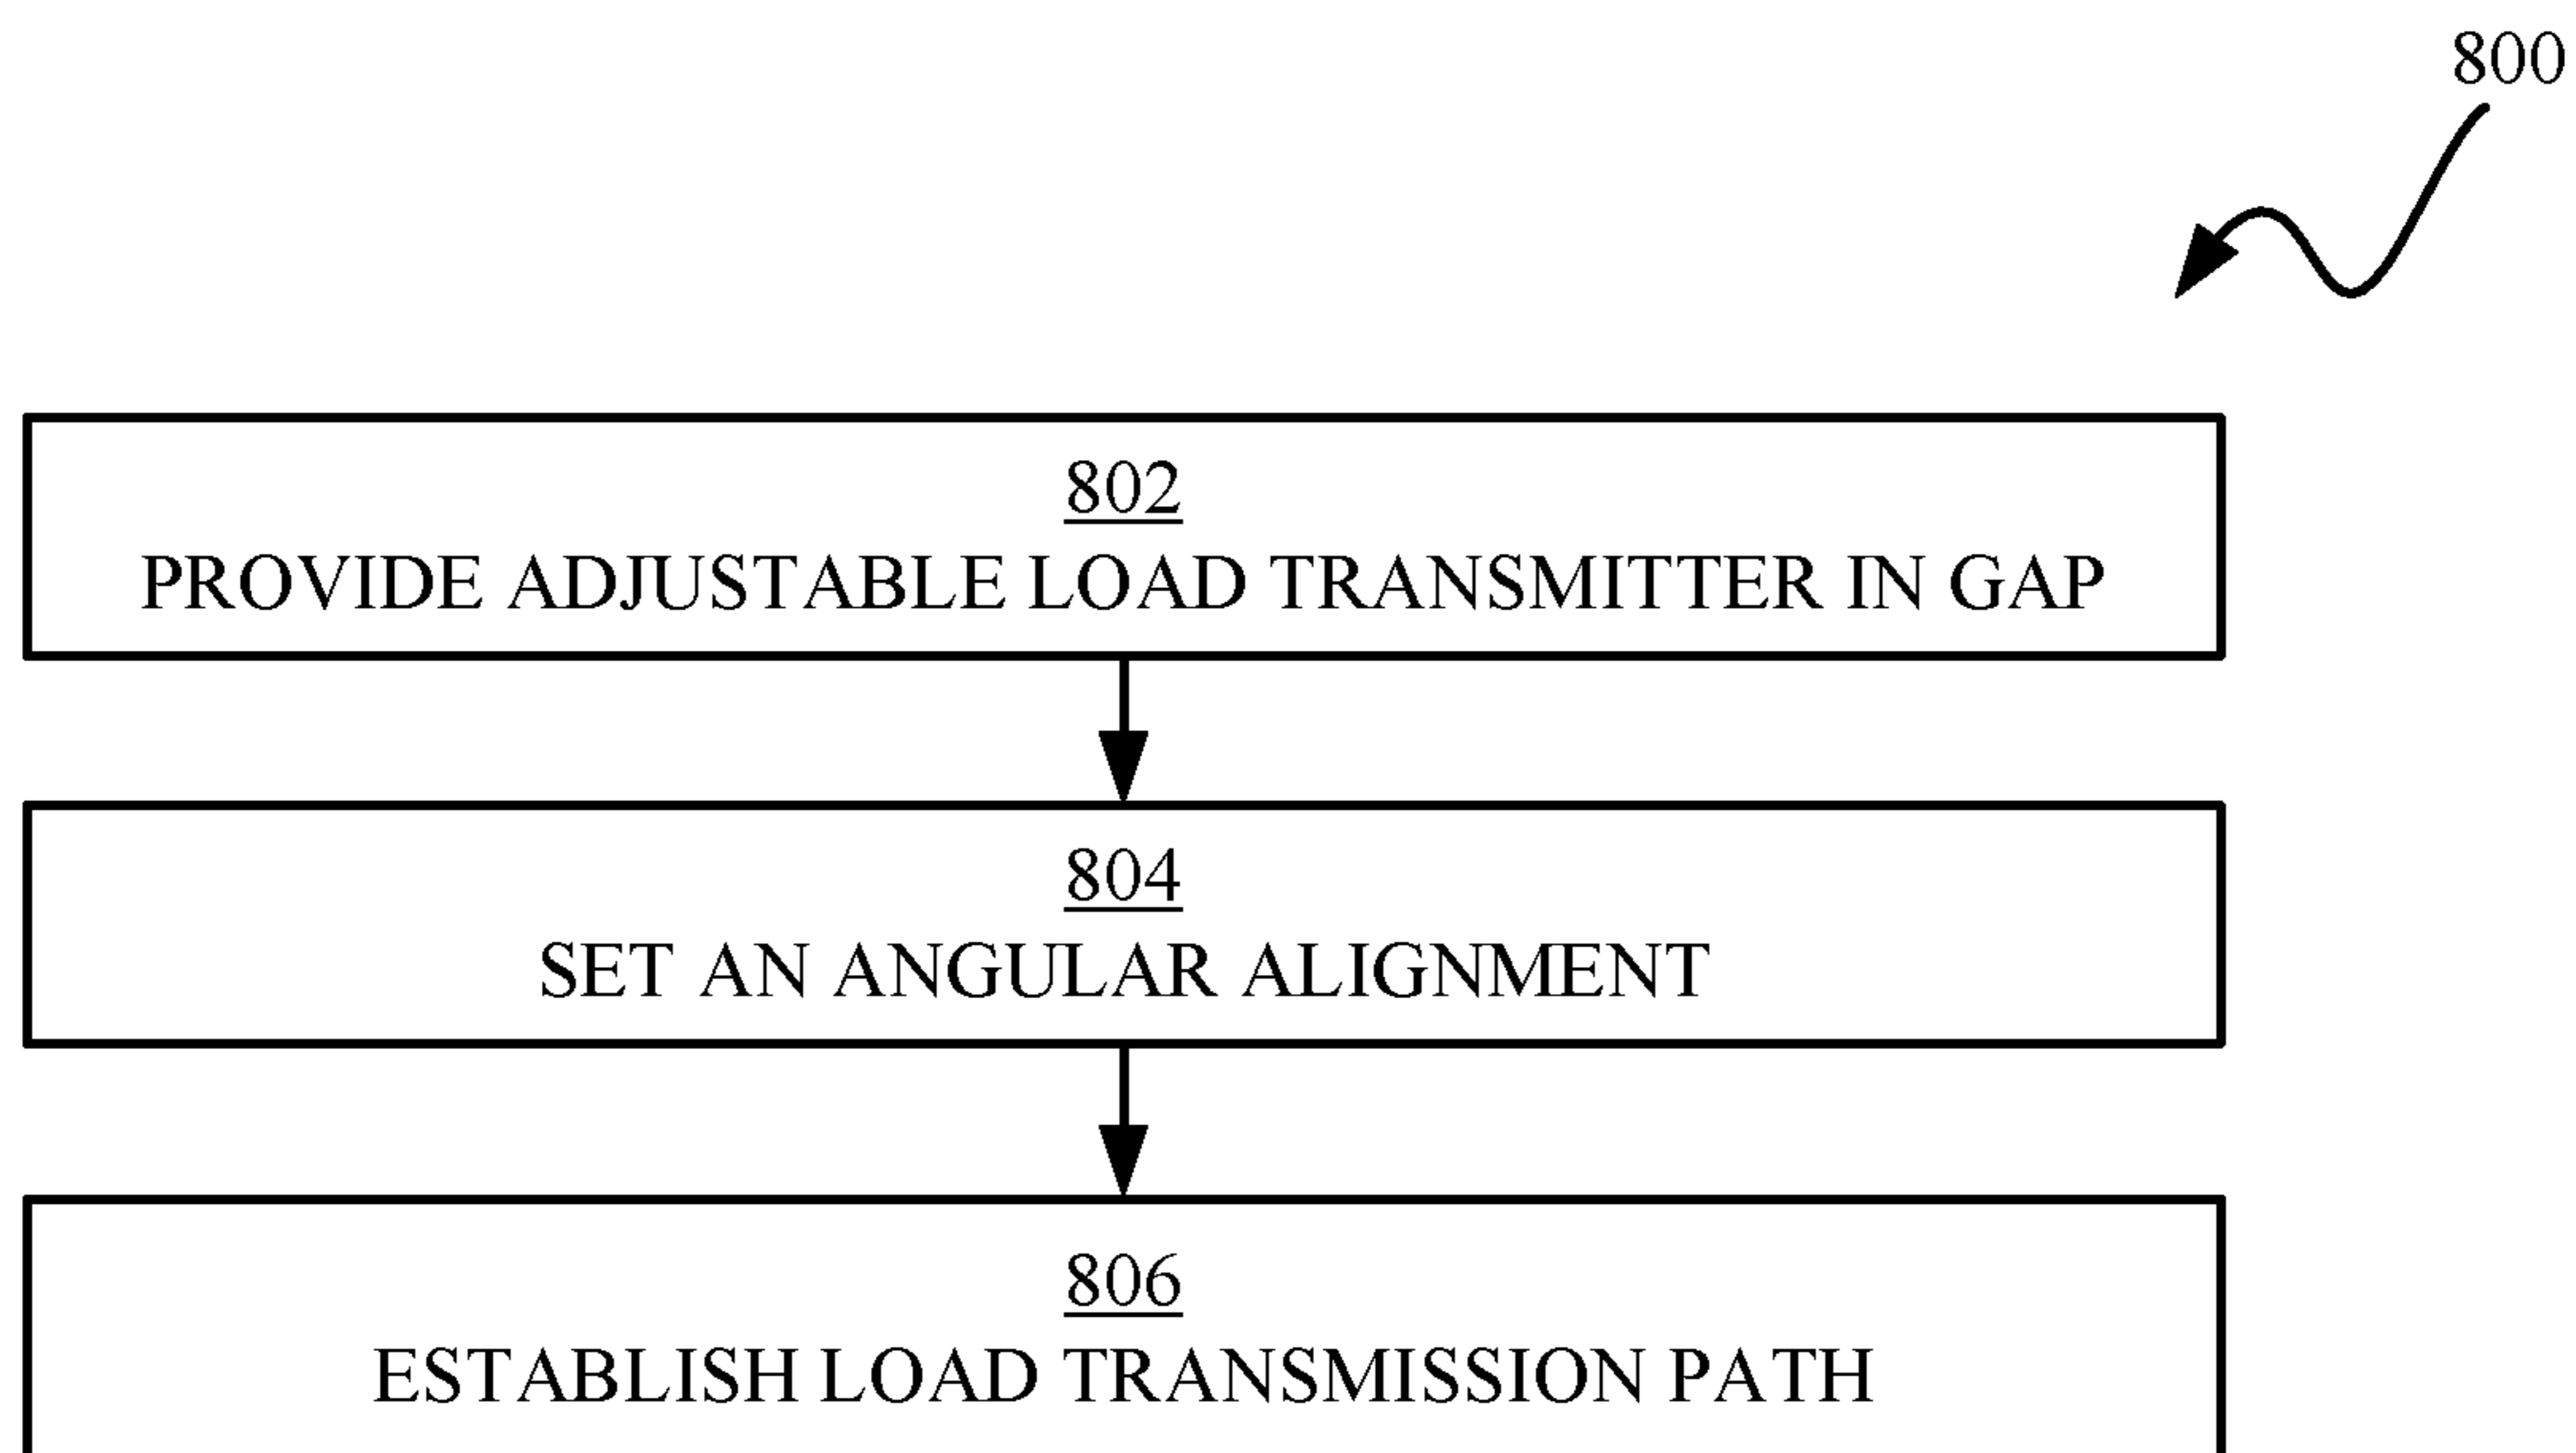 800
802
PROVIDE ADJUSTABLE LOAD TRANSMITTER IN GAP
804
SET AN ANGULAR ALIGNMENT
806
ESTABLISH LOAD TRANSMISSION PATH